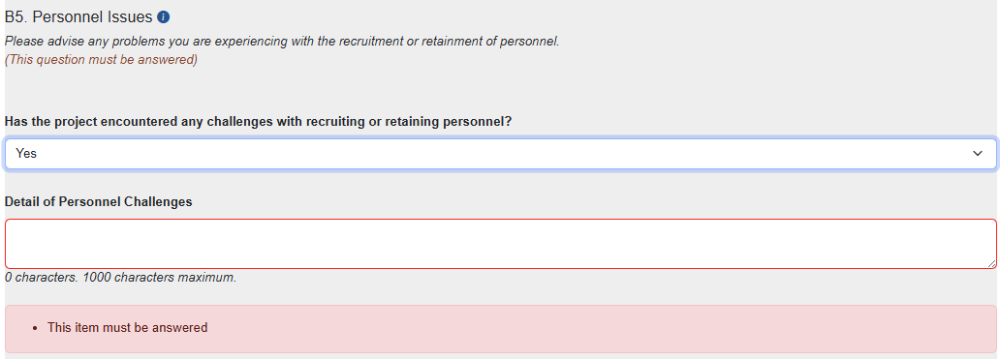 B5. Personnel Issues i
Please advise any problems you are experiencing with the recruitment or retainment of personnel.
(This question must be answered)
Has the project encountered any challenges with recruiting or retaining personnel?
Yes
Detail of Personnel Challenges
0 characters. 1000 characters maximum.
• This item must be answered